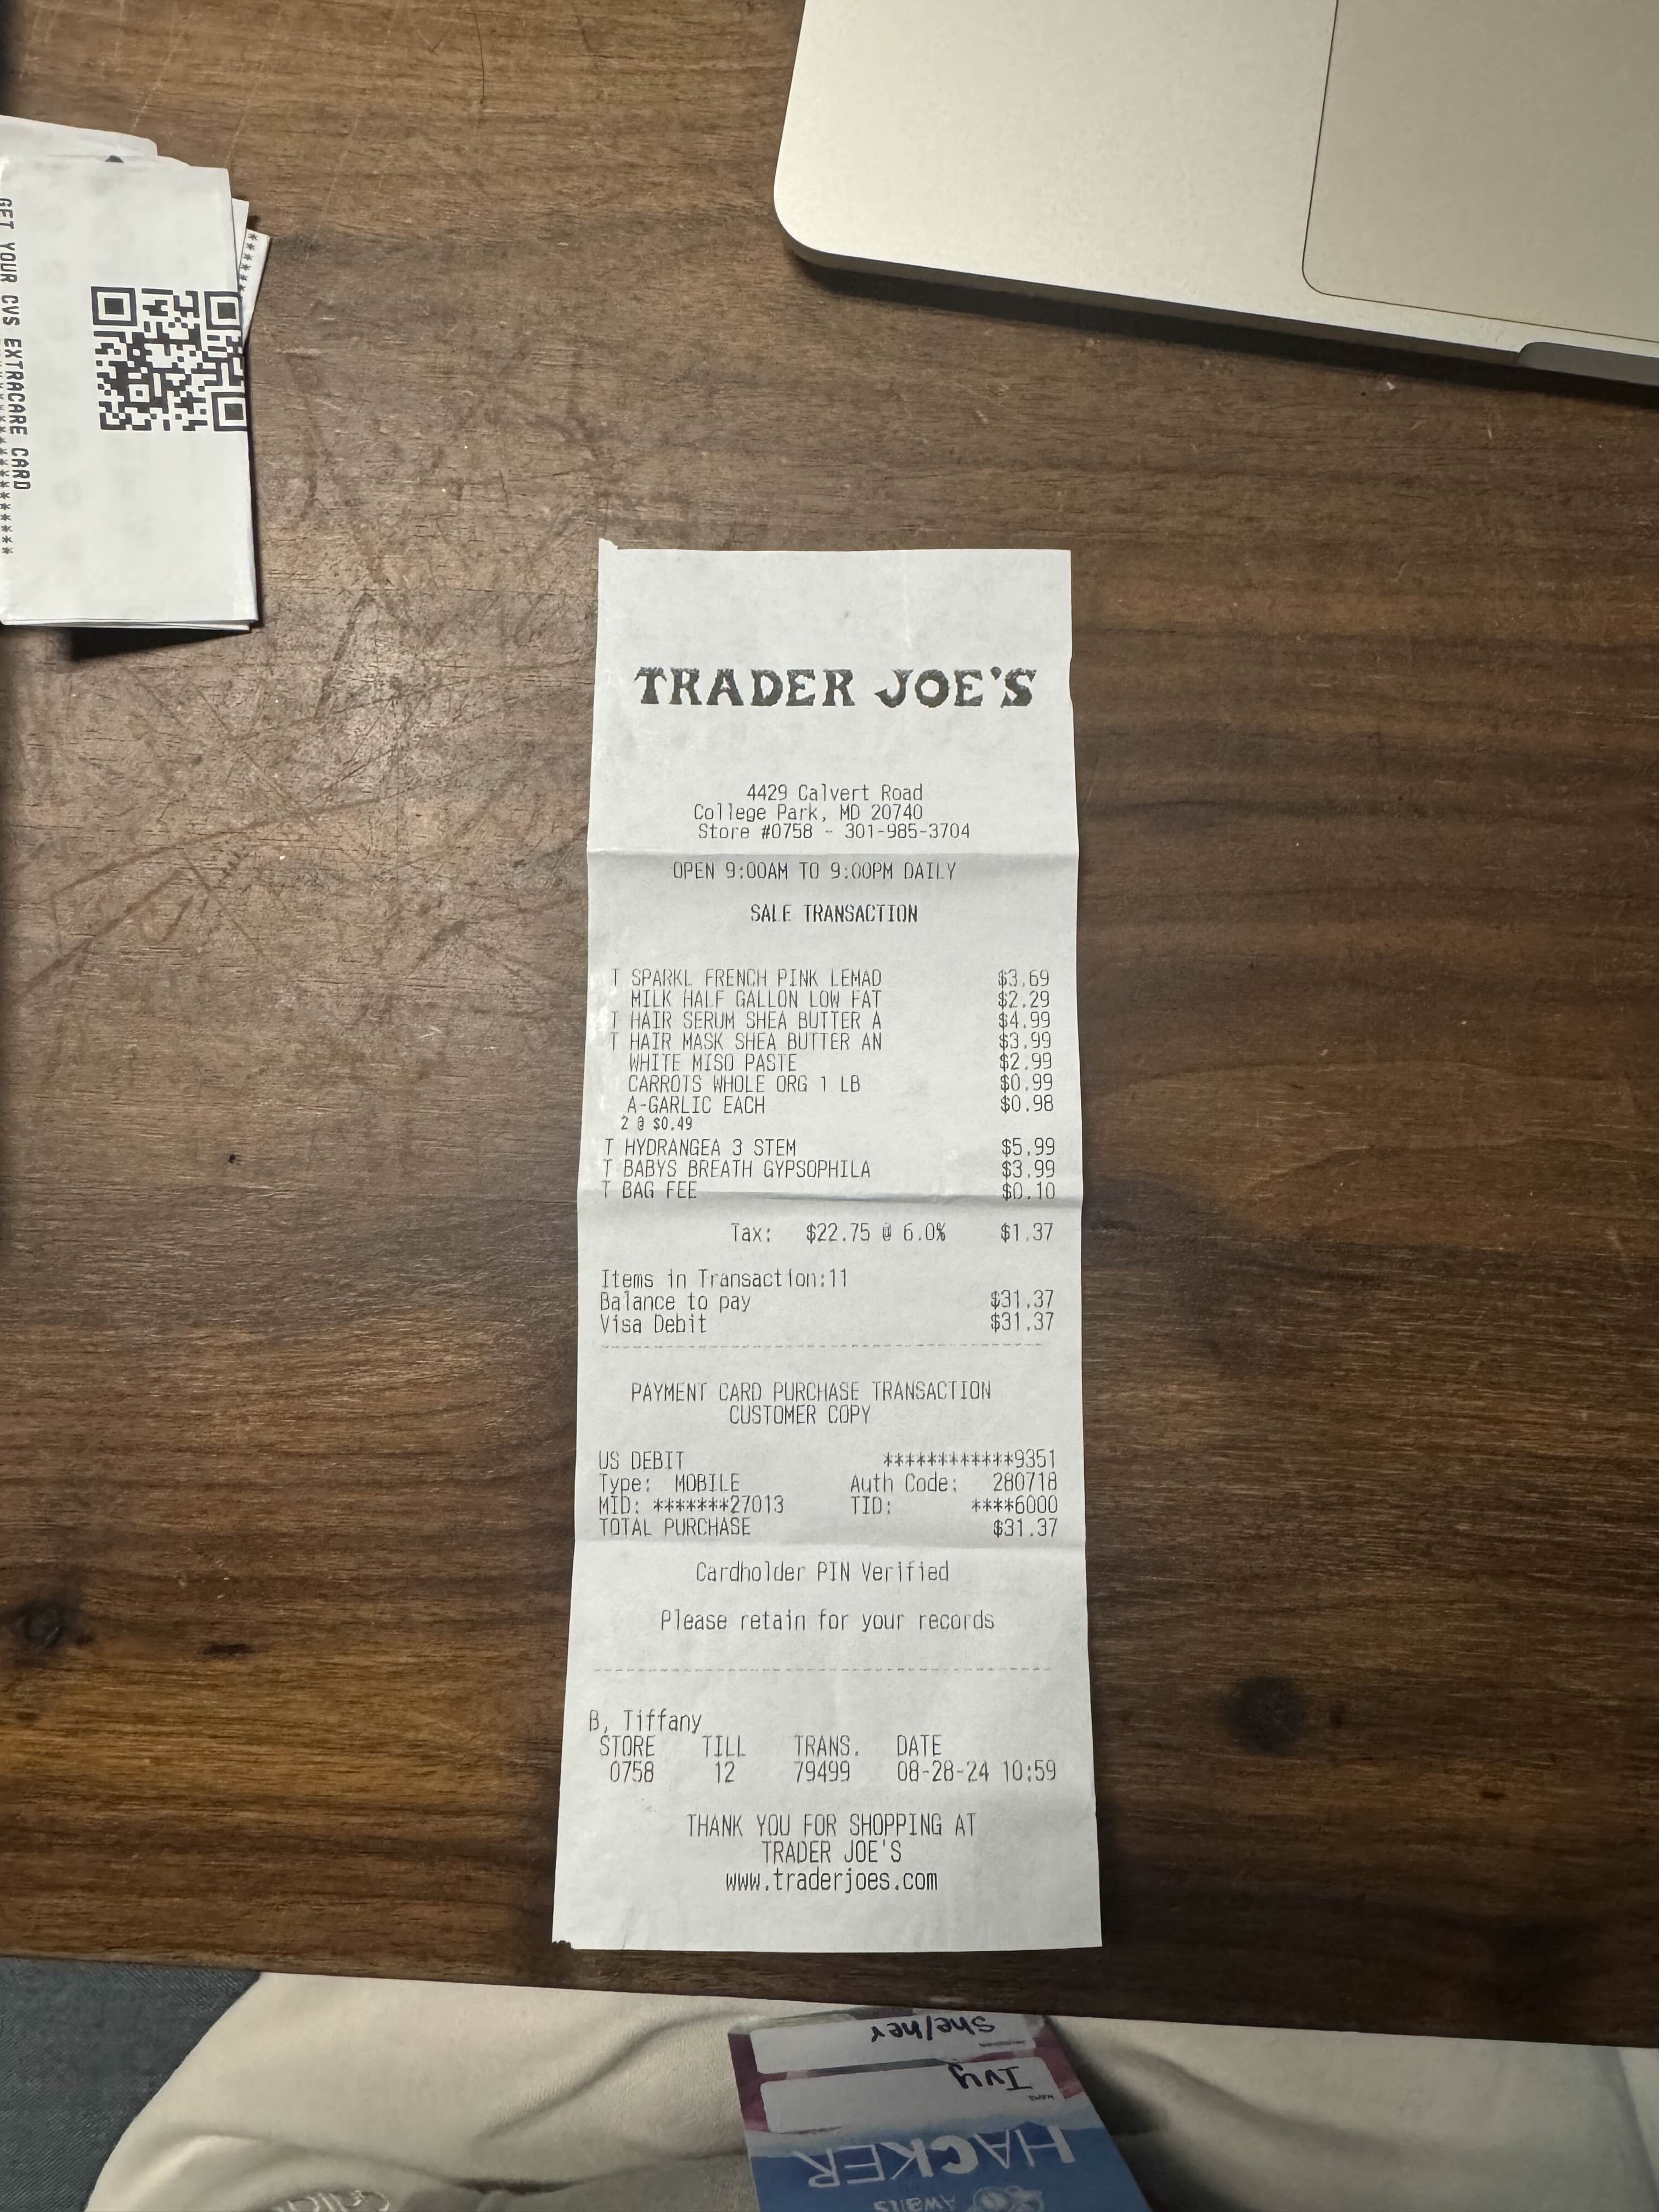 GET YOUR CVS EXTRACARE CARD
TRADER JOE'S
4429 Calvert Road
College Park, MD 20740
Store #0758 - 301-985-3704
OPEN 9:00AM TO 9:00PM DAILY
SALE TRANSACTION
T SPARKL FRENCH PINK LEMAD $3.69
MILK HALF GALLON LOW FAT $2.29
T HAIR SERUM SHEA BUTTER A $4.99
T HAIR MASK SHEA BUTTER AN $3.99
WHITE MISO PASTE $2.99
CARROTS WHOLE ORG 1 LB $0.99
A-GARLIC EACH $0.98
2 @ $0.49
T HYDRANGEA 3 STEM $5.99
T BABYS BREATH GYPSOPHILA $3.99
T BAG FEE $0.10
Tax: $22.75 @ 6.0% $1.37
Items in Transaction:11
Balance to pay $31.37
Visa Debit $31.37
PAYMENT CARD PURCHASE TRANSACTION
CUSTOMER COPY
US DEBIT ************9351
Type: MOBILE Auth Code: 280718
MID: *******27013 TID: ****6000
TOTAL PURCHASE $31.37
Cardholder PIN Verified
Please retain for your records
B, Tiffany
STORE TILL TRANS. DATE
0758 12 79499 08-28-24 10:59
THANK YOU FOR SHOPPING AT
TRADER JOE'S
www.traderjoes.com
HACKER
NAME
Ivy
She/her